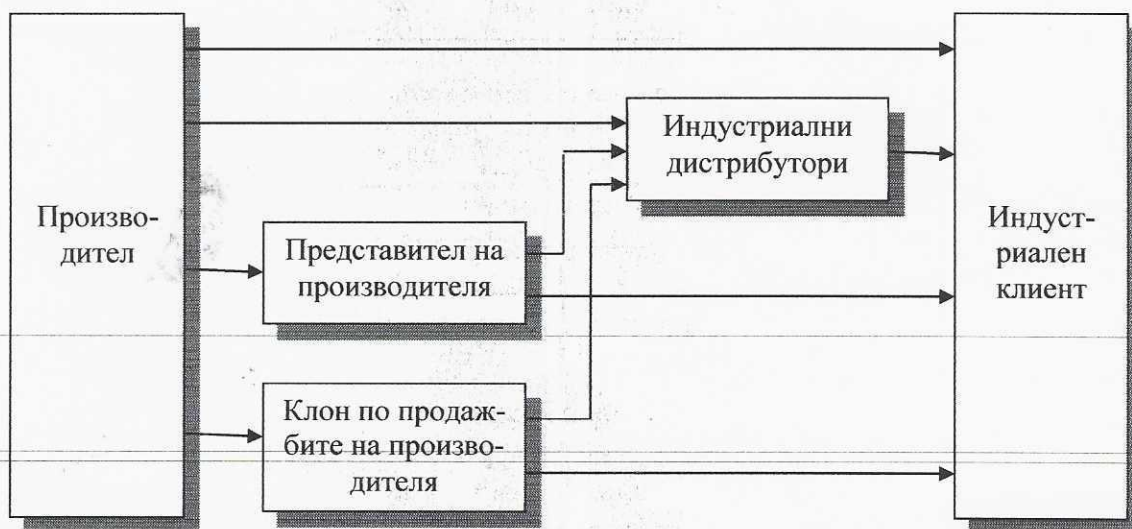 Произво-
дител
Индустриални
дистрибутори
Представител на
производителя
Клон по продаж-
бите на произво-
дителя
Индуст-
риален
клиент